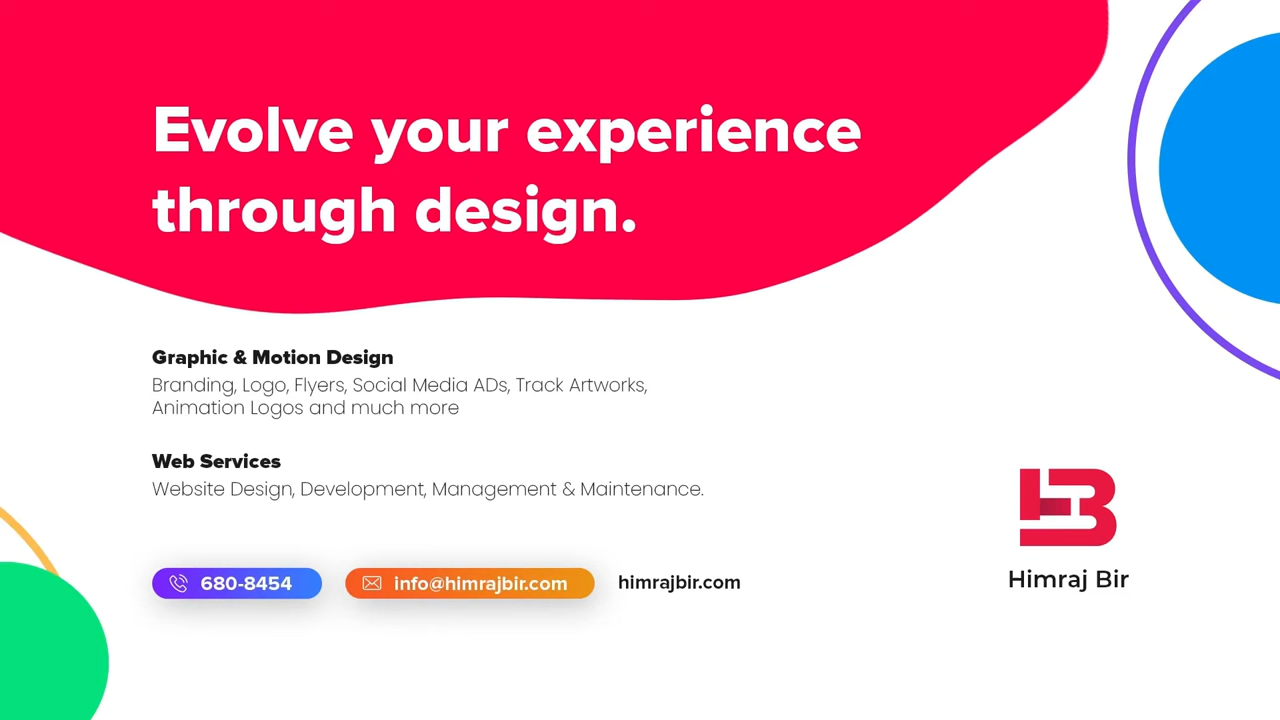 Evolve your experience
through design.
Graphic & Motion Design
Branding, Logo, Flyers, Social Media ADs, Track Artworks,
Animation Logos and much more
Web Services
Website Design, Development, Management & Maintenance.
680-8454
info@himrajbir.com
himrajbir.com
Himraj Bir